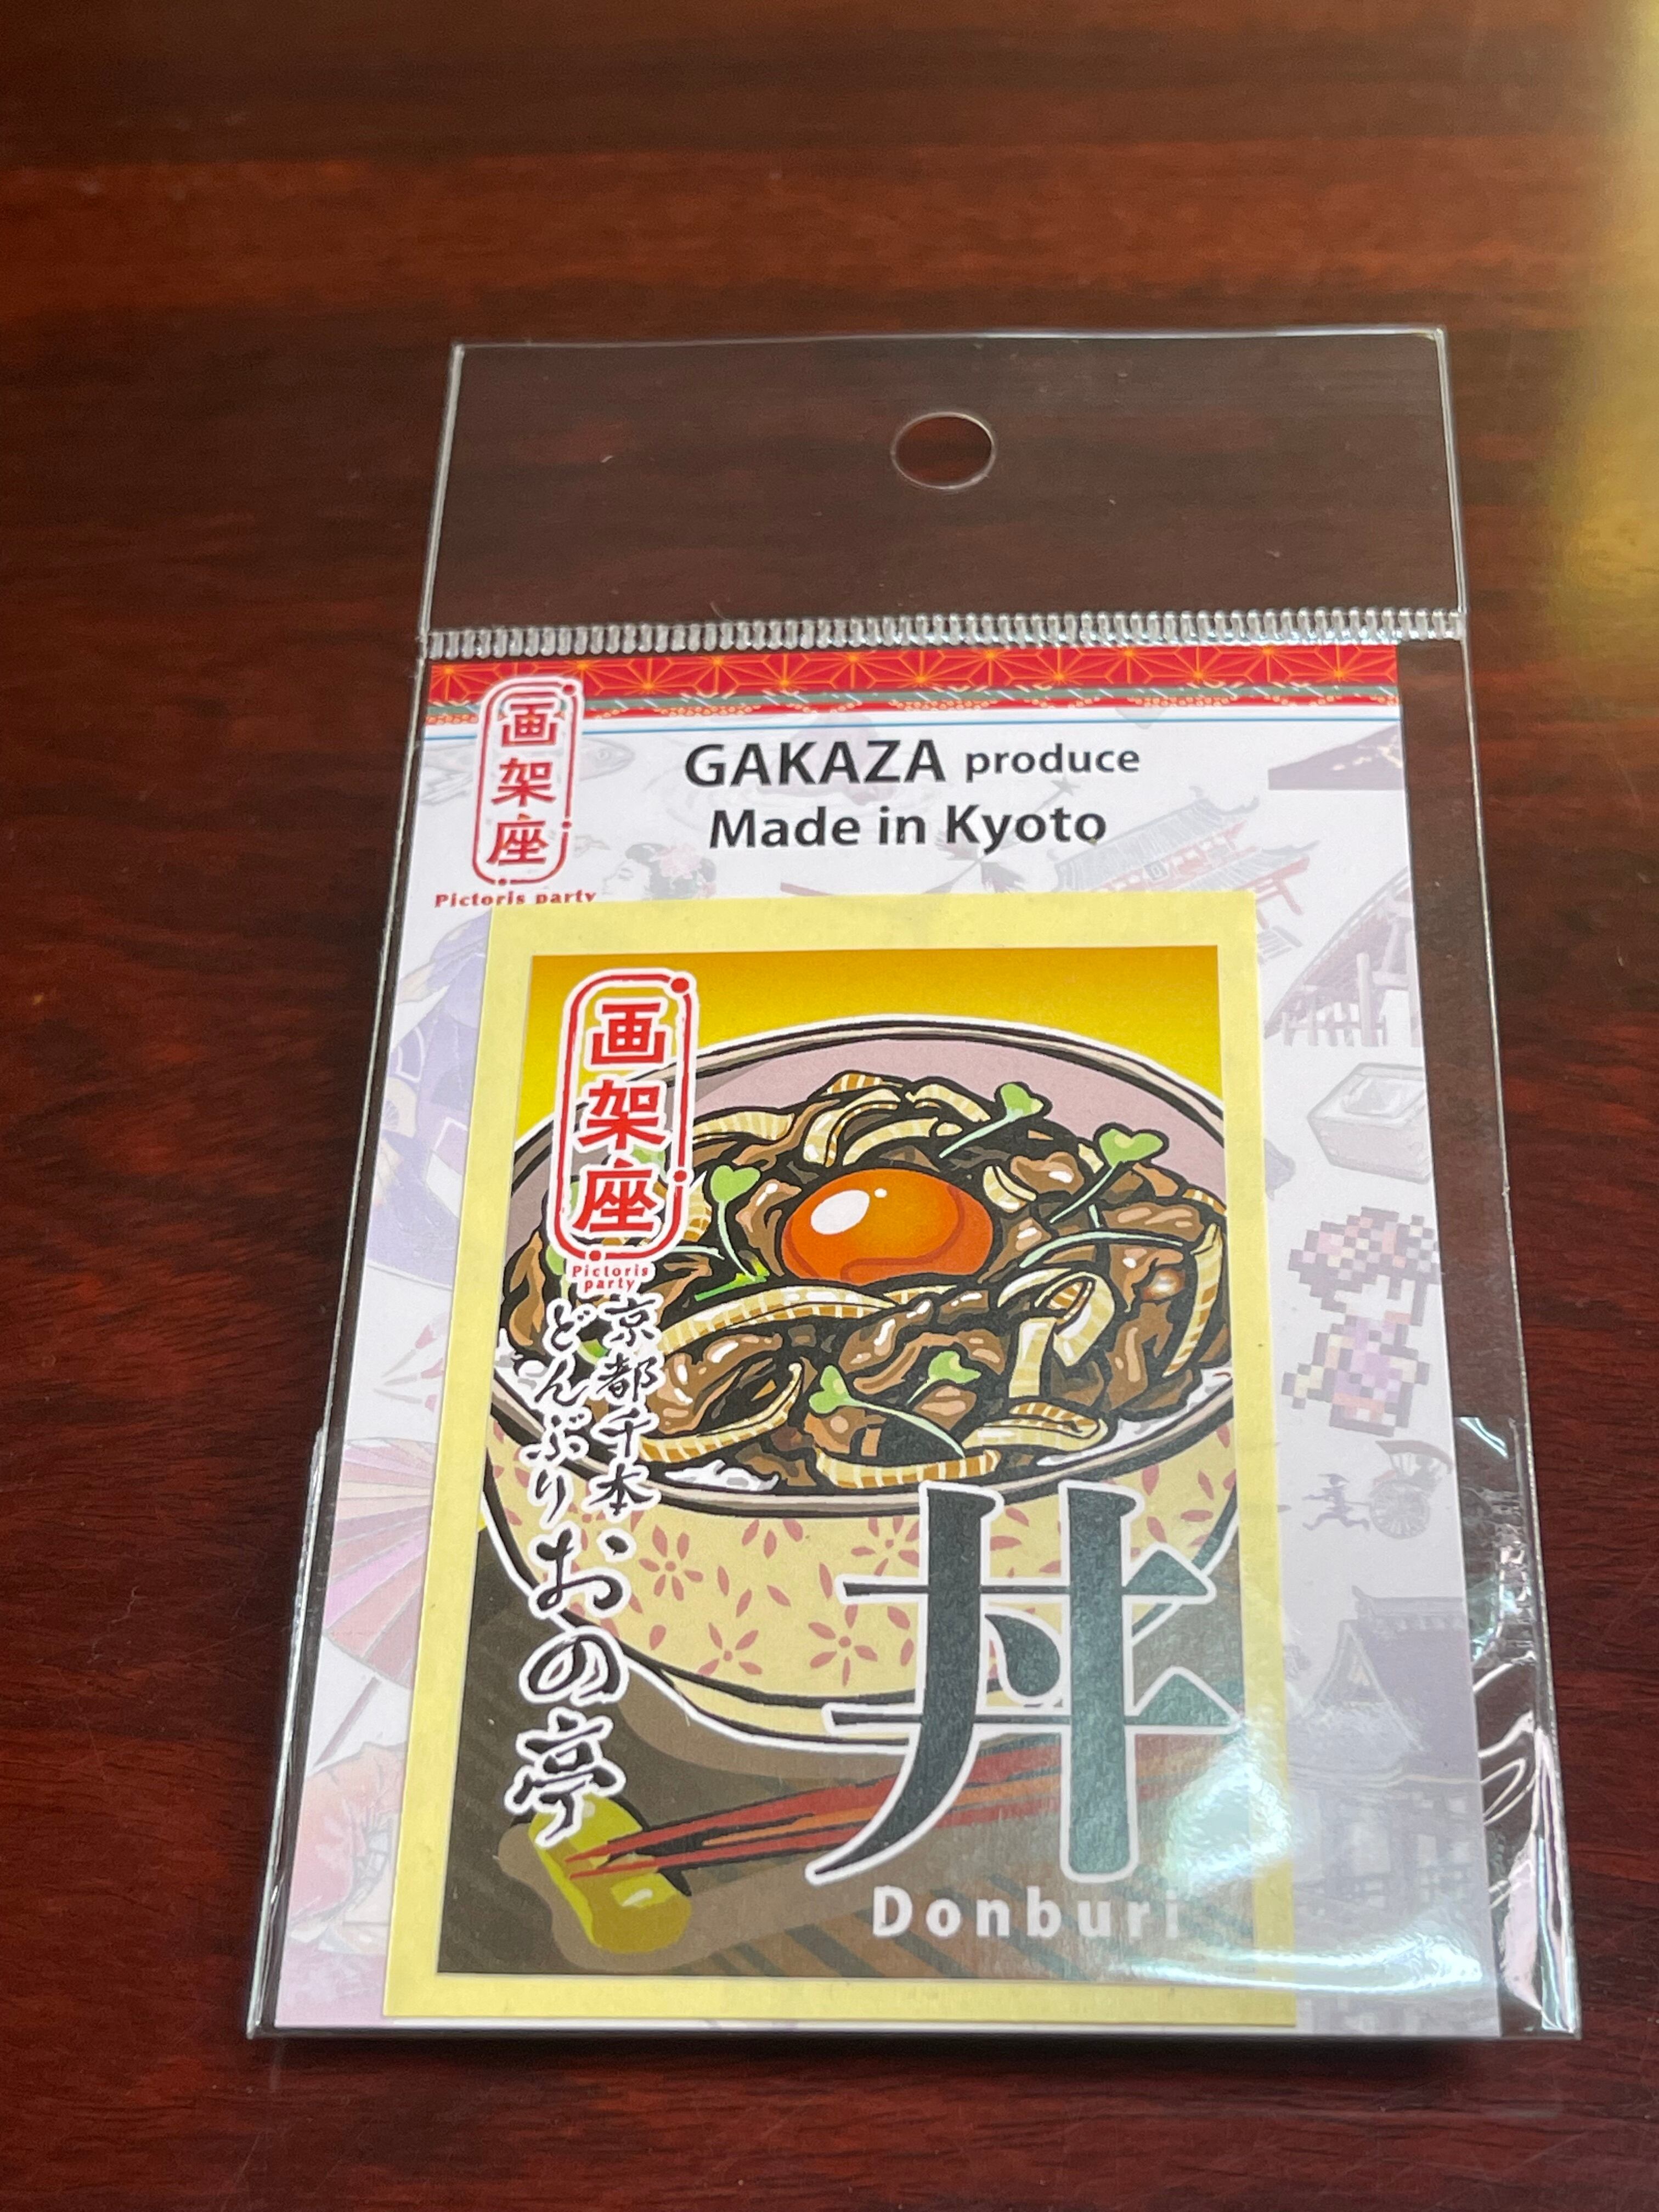 画架座
Pictoris party
GAKAZA produce
Made in Kyoto
画架座
Pictoris
party
京都千本
どんぶり
おの亭
丼
Donburi